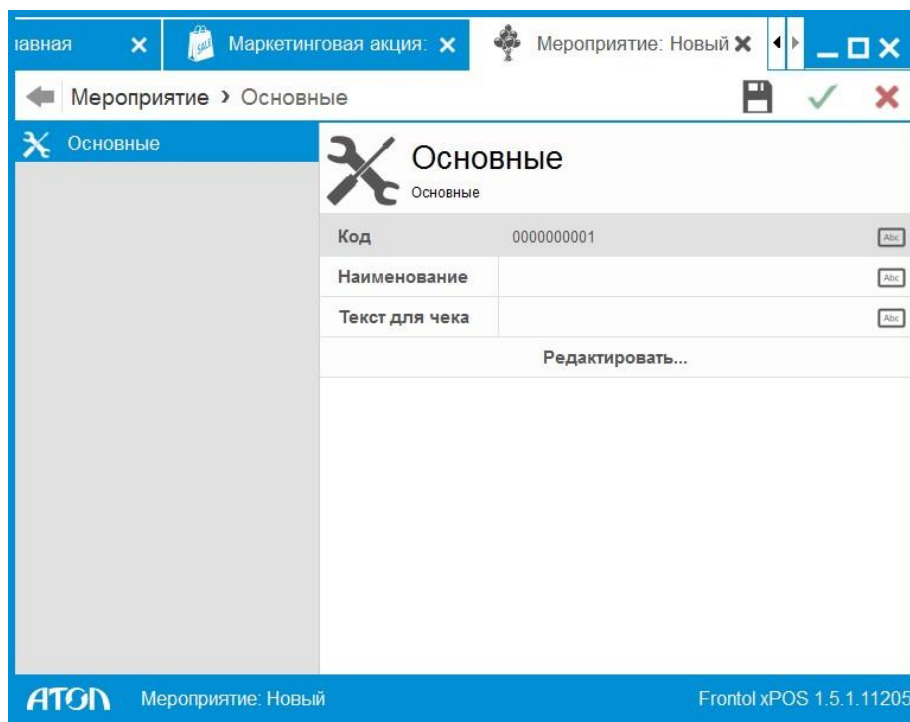 лавная Маркетинговая акция: Мероприятие: Новый
Мероприятие › Основные
Основные
Основные
Основные
Код 0000000001 Abc
Наименование Abc
Текст для чека Abc
Редактировать...
АТОЛ Мероприятие: Новый Frontol xPOS 1.5.1.11205